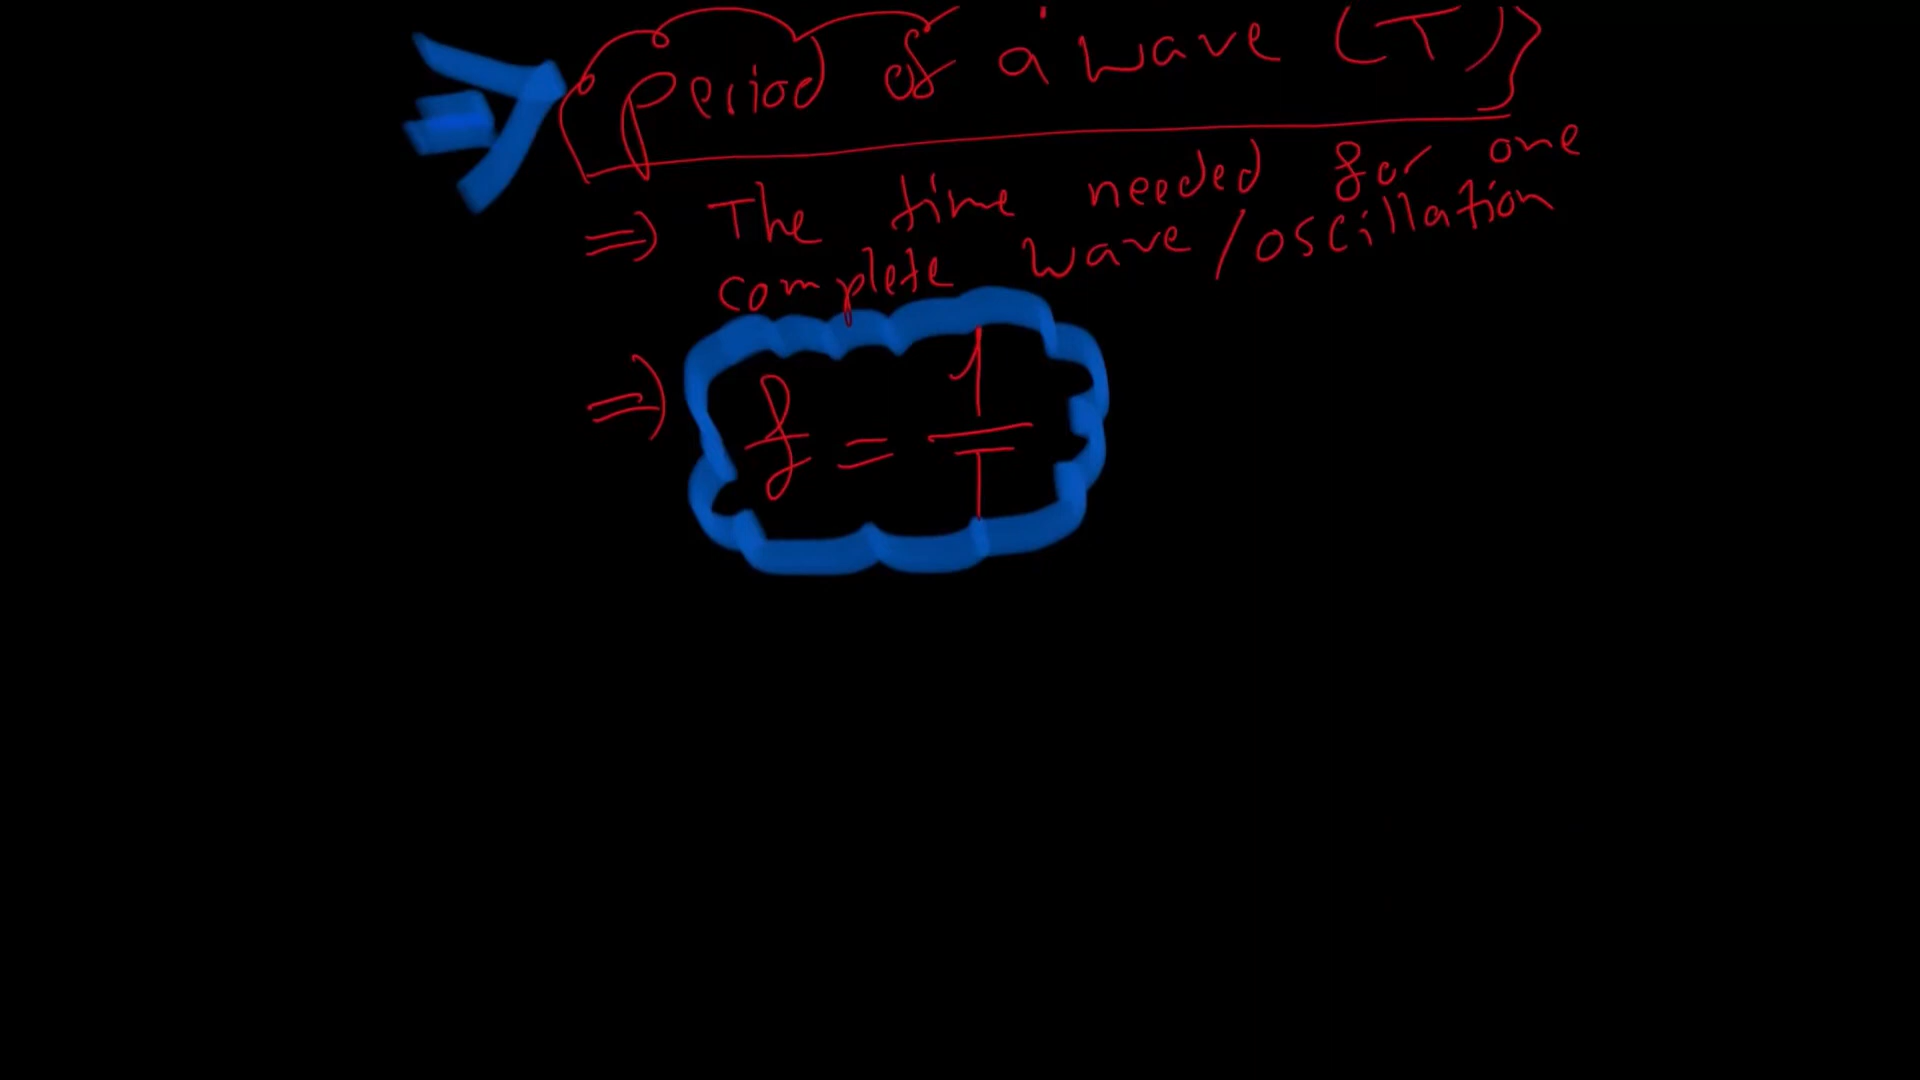 period of a wave (T)
⇒ The time needed for one
complete wave/oscillation
⇒ f = 1/T